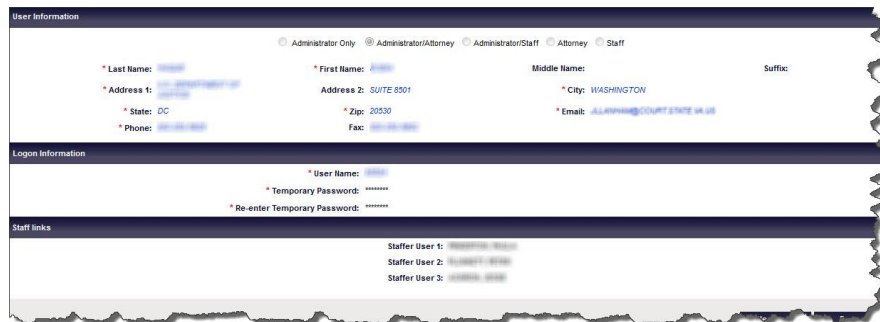 User Information
Administrator Only Administrator/Attorney Administrator/Staff Attorney Staff
* Last Name: * First Name: Middle Name: Suffix:
* Address 1: Address 2: SUITE 8501 * City: WASHINGTON
* State: DC * Zip: 20530 * Email:
* Phone: Fax:
Logon Information
* User Name:
* Temporary Password: ********
* Re-enter Temporary Password: ********
Staff links
Staffer User 1:
Staffer User 2:
Staffer User 3: